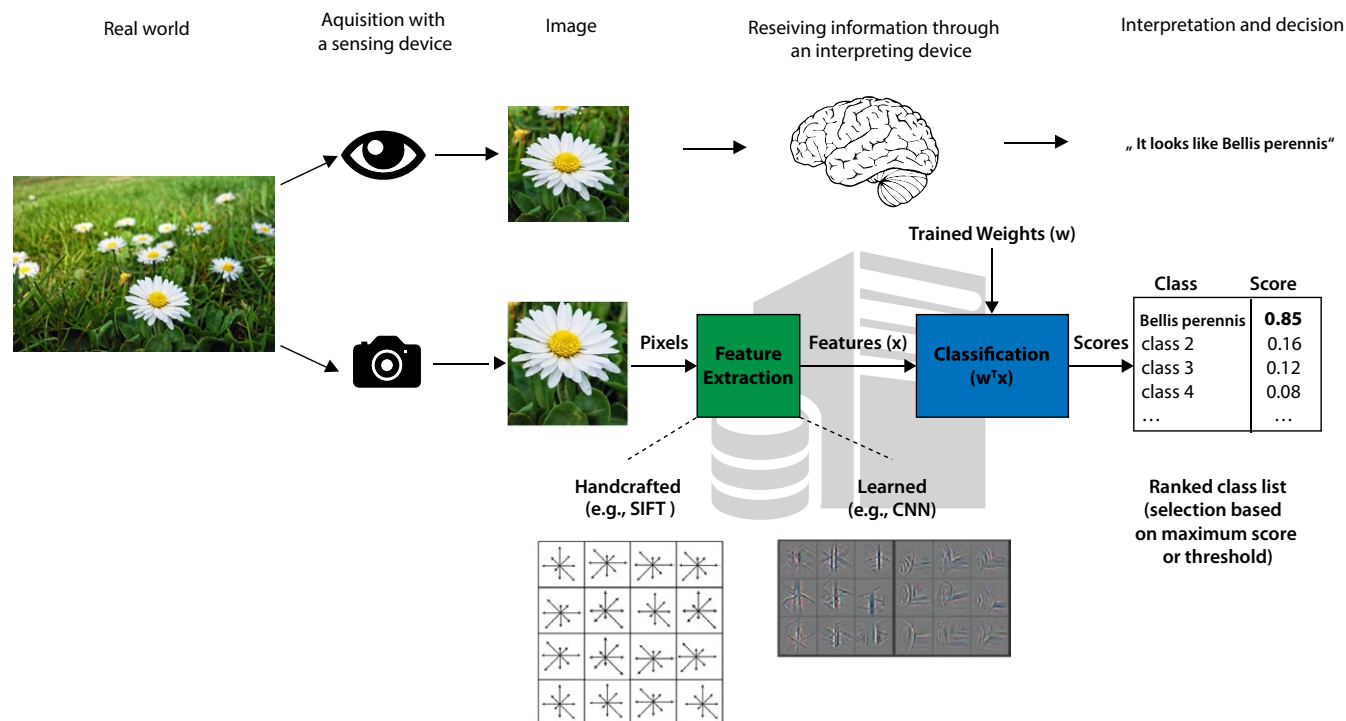 Real world
Aquisition with
a sensing device
Image
Reseiving information through
an interpreting device
Interpretation and decision
„ It looks like Bellis perennis“
Trained Weights (w)
Pixels
Feature
Extraction
Features (x)
Classification
(wᵀx)
Scores
Class Score
Bellis perennis 0.85
class 2 0.16
class 3 0.12
class 4 0.08
... ...
Handcrafted
(e.g., SIFT )
Learned
(e.g., CNN)
Ranked class list
(selection based
on maximum score
or threshold)